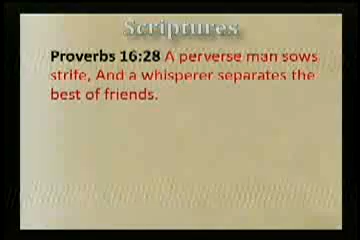 Scriptures
Proverbs 16:28 A perverse man sows
strife, And a whisperer separates the
best of friends.